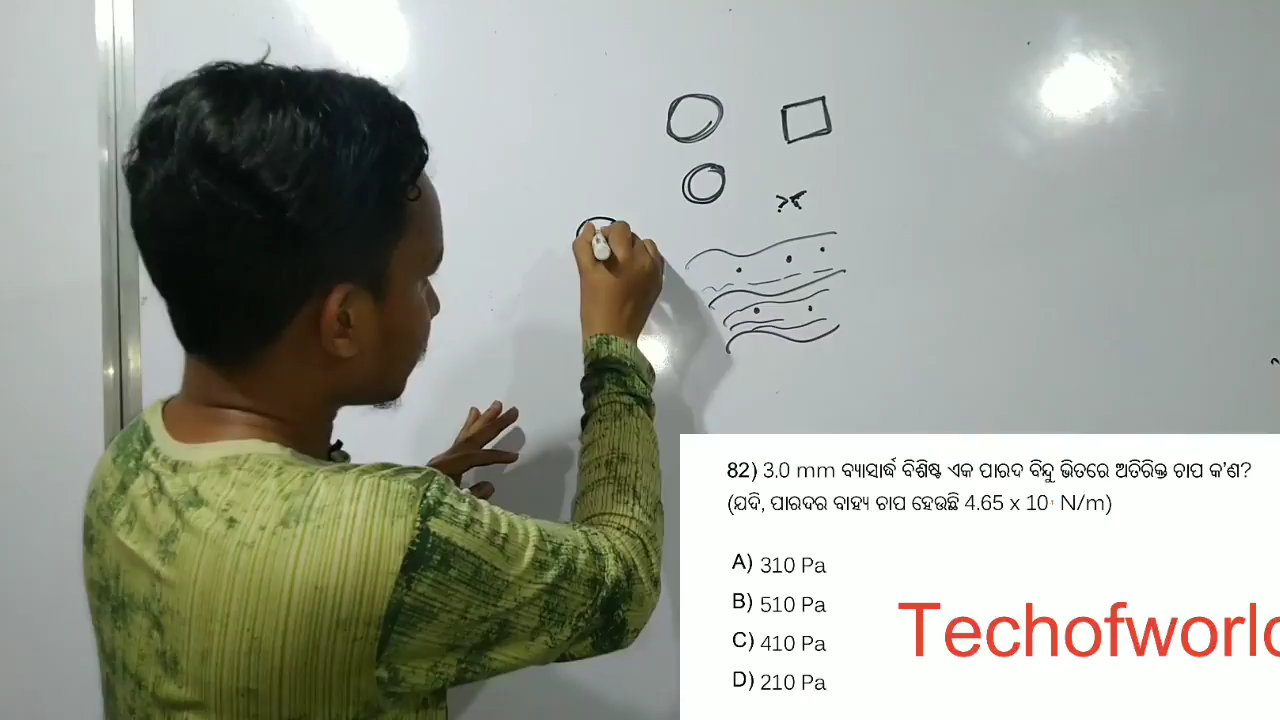 82) 3.0 mm ବ୍ୟାସାର୍ଦ୍ଧ ବିଶିଷ୍ଟ ଏକ ପାରଦ ବିନ୍ଦୁ ଭିତରେ ଅତିରିକ୍ତ ଚାପ କ'ଣ?
(ଯଦି, ପାରଦର ବାହ୍ୟ ଚାପ ହେଉଛି 4.65 x 10 N/m)
A) 310 Pa
B) 510 Pa
C) 410 Pa
D) 210 Pa
Techofworld